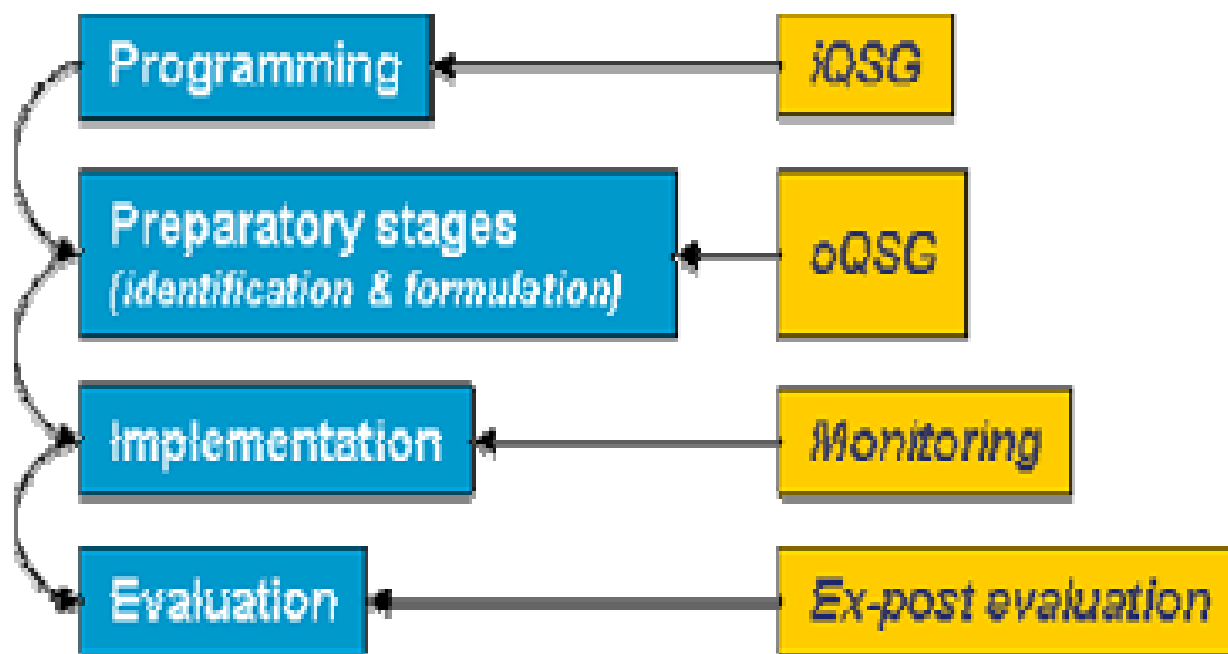 Programming
iQSG
Preparatory stages
(identification & formulation)
oQSG
Implementation
Monitoring
Evaluation
Ex-post evaluation